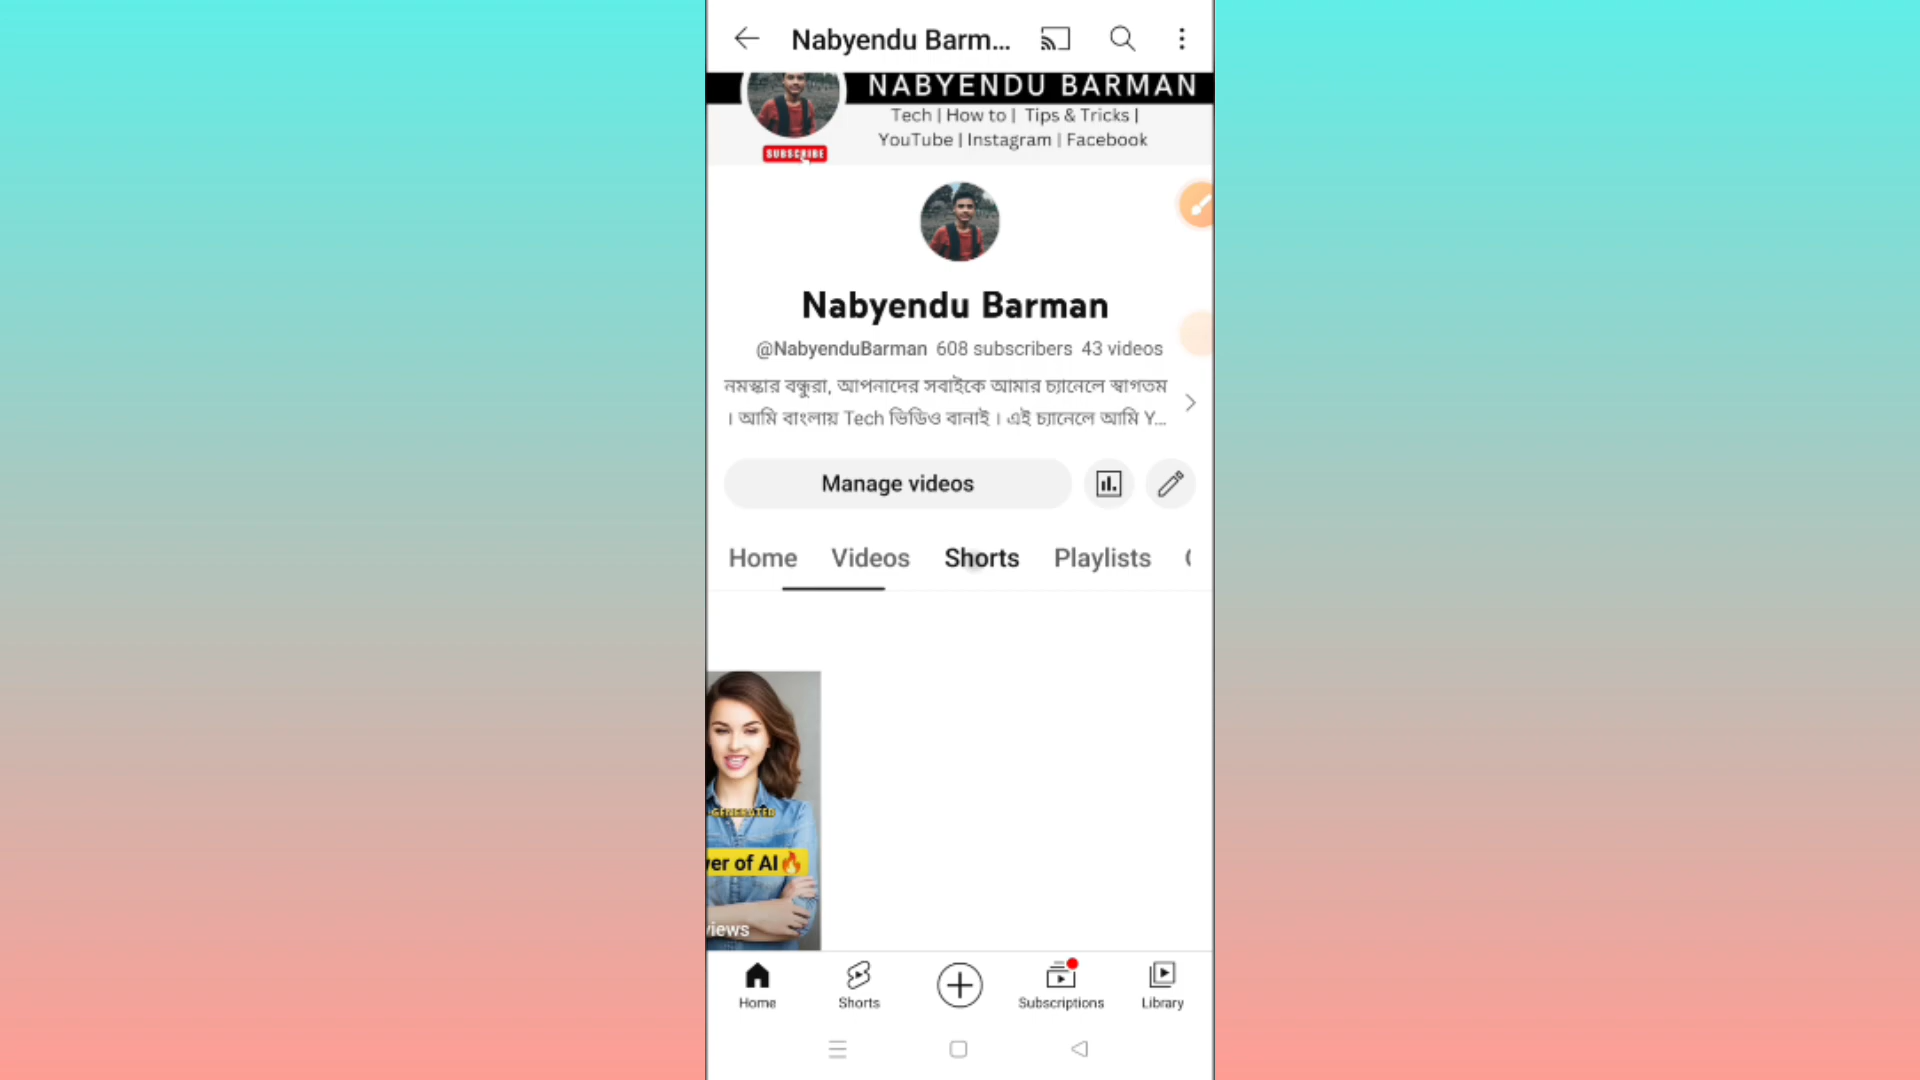 Nabyendu Barm...
NABYENDU BARMAN
Tech | How to | Tips & Tricks |
YouTube | Instagram | Facebook
SUBSCRIBE
Nabyendu Barman
@NabyenduBarman 608 subscribers 43 videos
নমস্কার বন্ধুরা, আপনাদের সবাইকে আমার চ্যানেলে স্বাগতম
। আমি বাংলায় Tech ভিডিও বানাই । এই চ্যানেলে আমি Y...
Manage videos
Home Videos Shorts Playlists
GENERATED
ver of AI🔥
views
Home Shorts Subscriptions Library